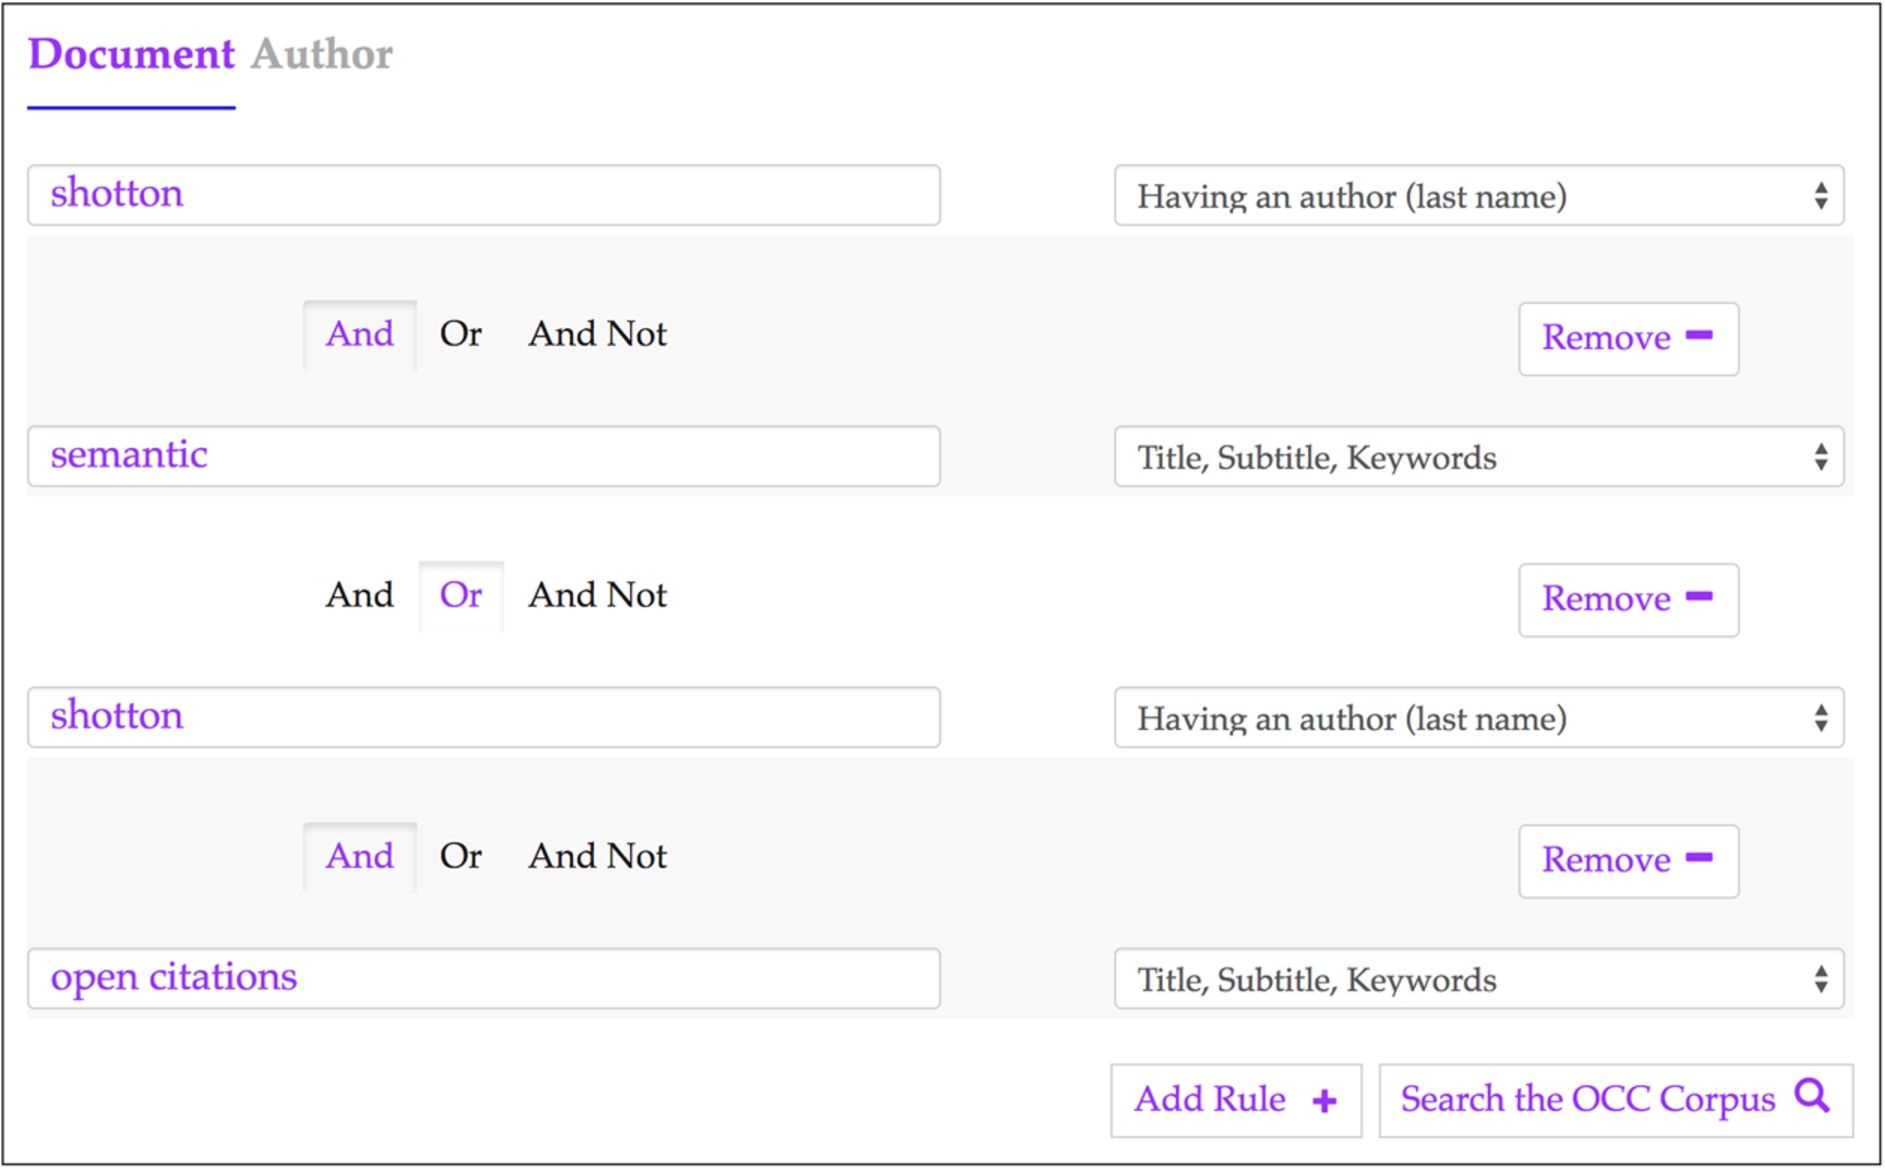 Document Author
shotton Having an author (last name)
And Or And Not Remove
semantic Title, Subtitle, Keywords
And Or And Not Remove
shotton Having an author (last name)
And Or And Not Remove
open citations Title, Subtitle, Keywords
Add Rule + Search the OCC Corpus